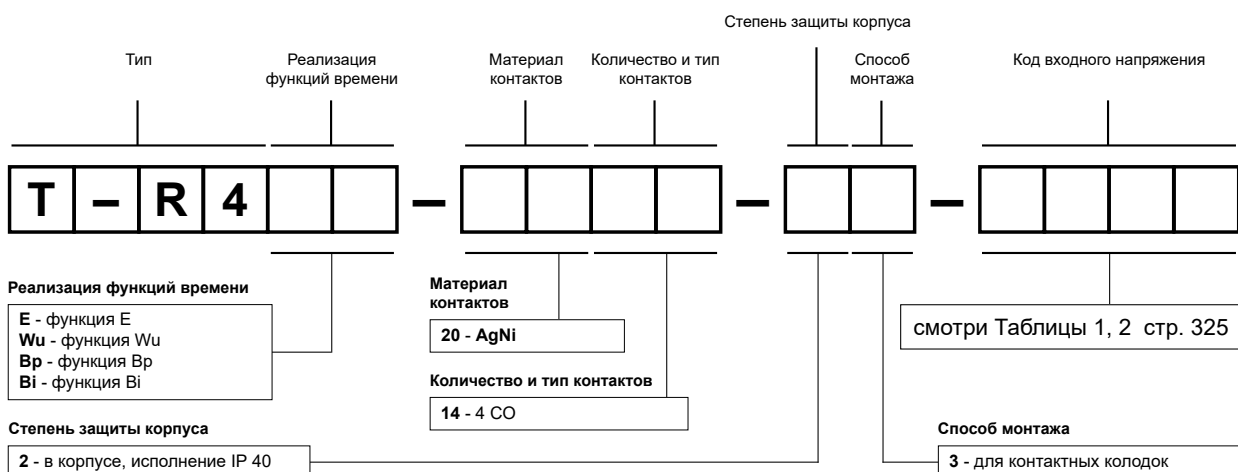 Степень защиты корпуса
Тип
Реализация
функций времени
Материал
контактов
Количество и тип
контактов
Способ
монтажа
Код входного напряжения
T – R 4 – – –
Реализация функций времени
E - функция E
Wu - функция Wu
Bp - функция Bp
Bi - функция Bi
Материал
контактов
20 - AgNi
Количество и тип контактов
14 - 4 CO
смотри Таблицы 1, 2 стр. 325
Степень защиты корпуса
2 - в корпусе, исполнение IP 40
Способ монтажа
3 - для контактных колодок